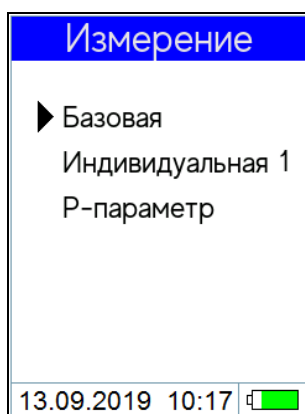 Измерение
Базовая
Индивидуальная 1
Р-параметр
13.09.2019 10:17